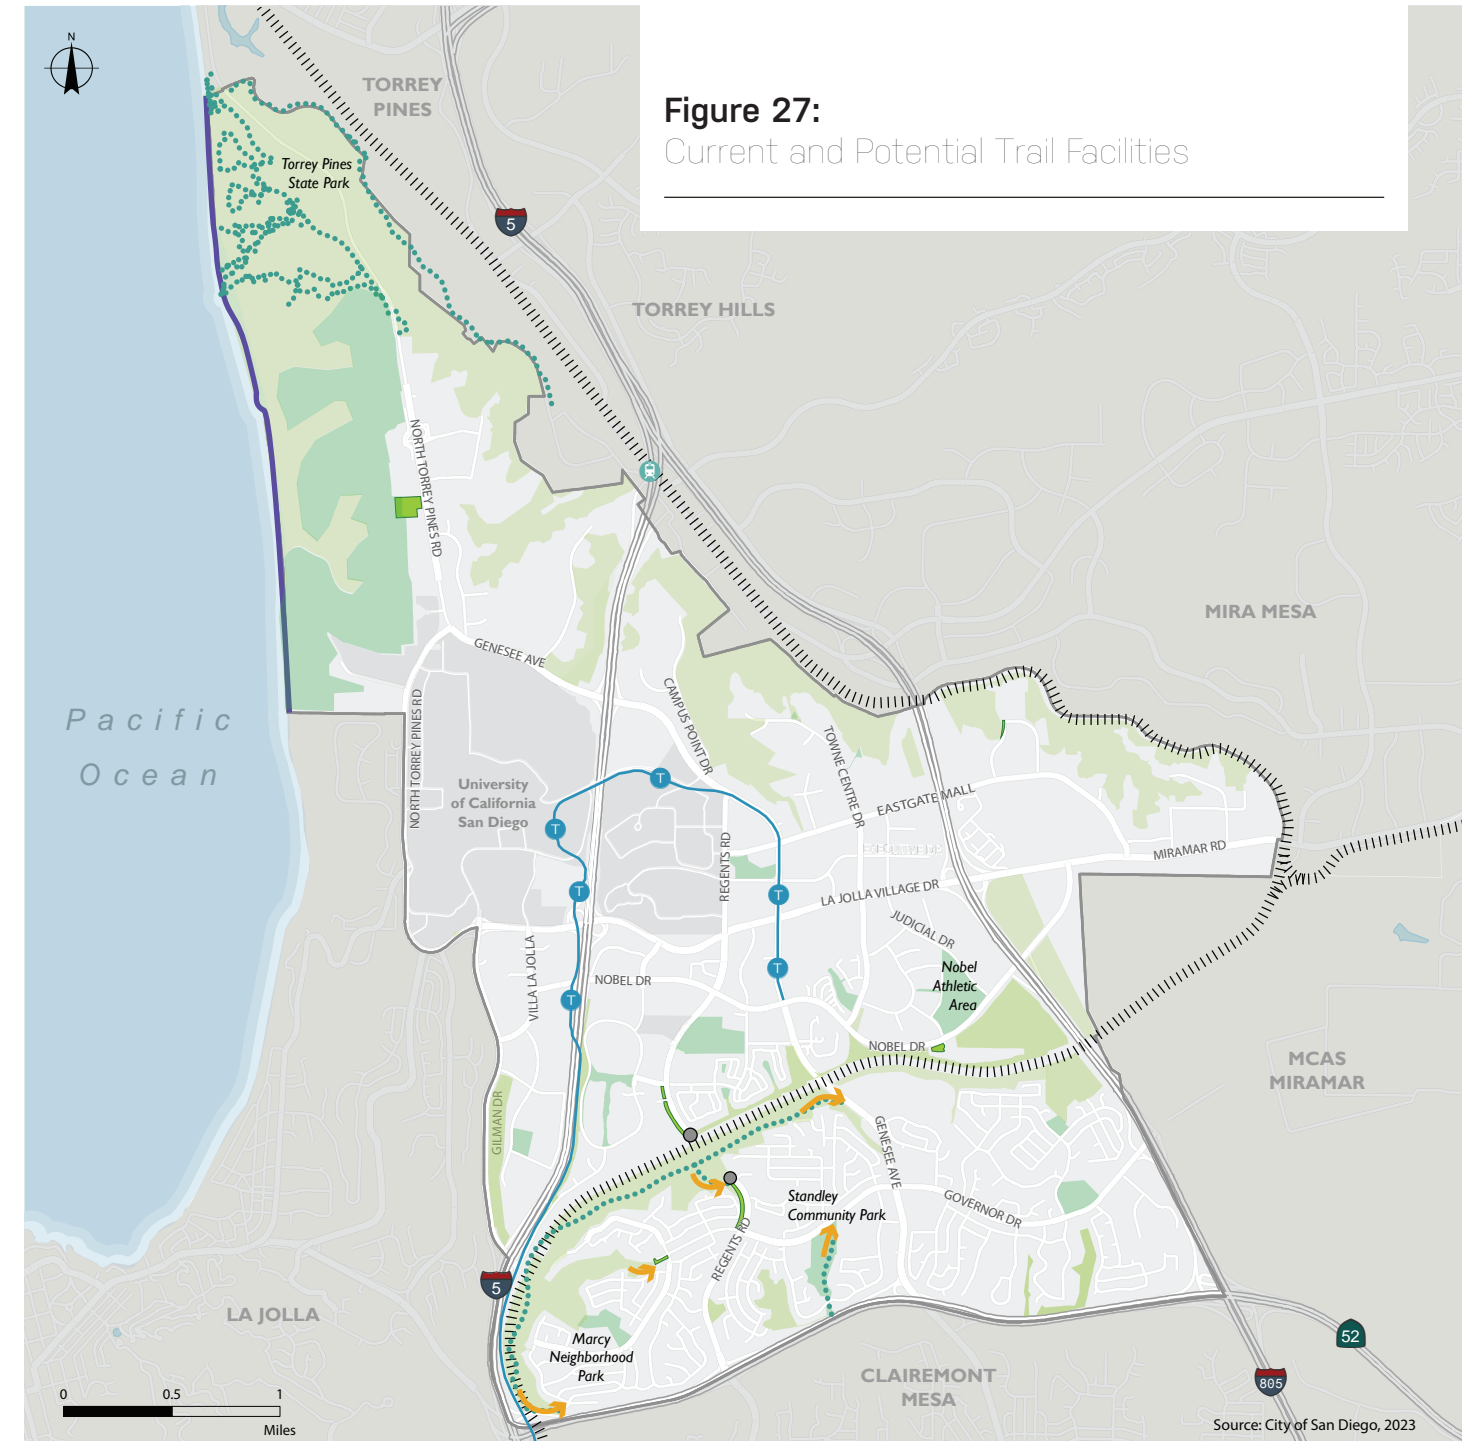 Figure 27:
Current and Potential Trail Facilities
N
TORREY
PINES
Torrey Pines
State Park
5
TORREY HILLS
NORTH TORREY PINES RD
MIRA MESA
GENESEE AVE
CAMPUS POINT DR
Pacific
Ocean
NORTH TORREY PINES RD
TOWNE CENTRE DR
University
of California
San Diego
T
T
T
T
T
T
EASTGATE MALL
EXECUTIVE DR
MIRAMAR RD
REGENTS RD
LA JOLLA VILLAGE DR
JUDICIAL DR
VILLA LA JOLLA
NOBEL DR
Nobel
Athletic
Area
NOBEL DR
MCAS
MIRAMAR
GILMAN DR
GENESEE AVE
Standley
Community Park
GOVERNOR DR
REGENTS RD
5
LA JOLLA
Marcy
Neighborhood
Park
52
CLAIREMONT
MESA
805
0 0.5 1
Miles
Source: City of San Diego, 2023